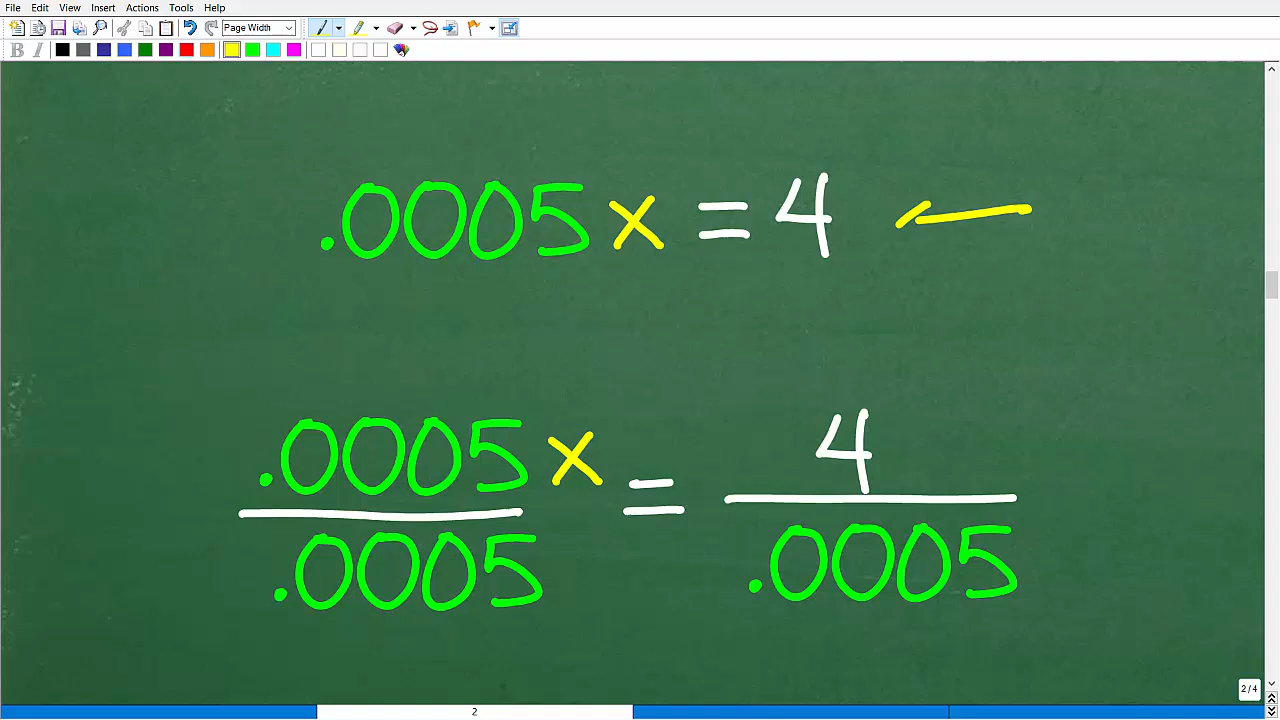 File Edit View Insert Actions Tools Help
Page Width
B I
.0005x = 4
.0005x = 4
.0005 .0005
2/4
2